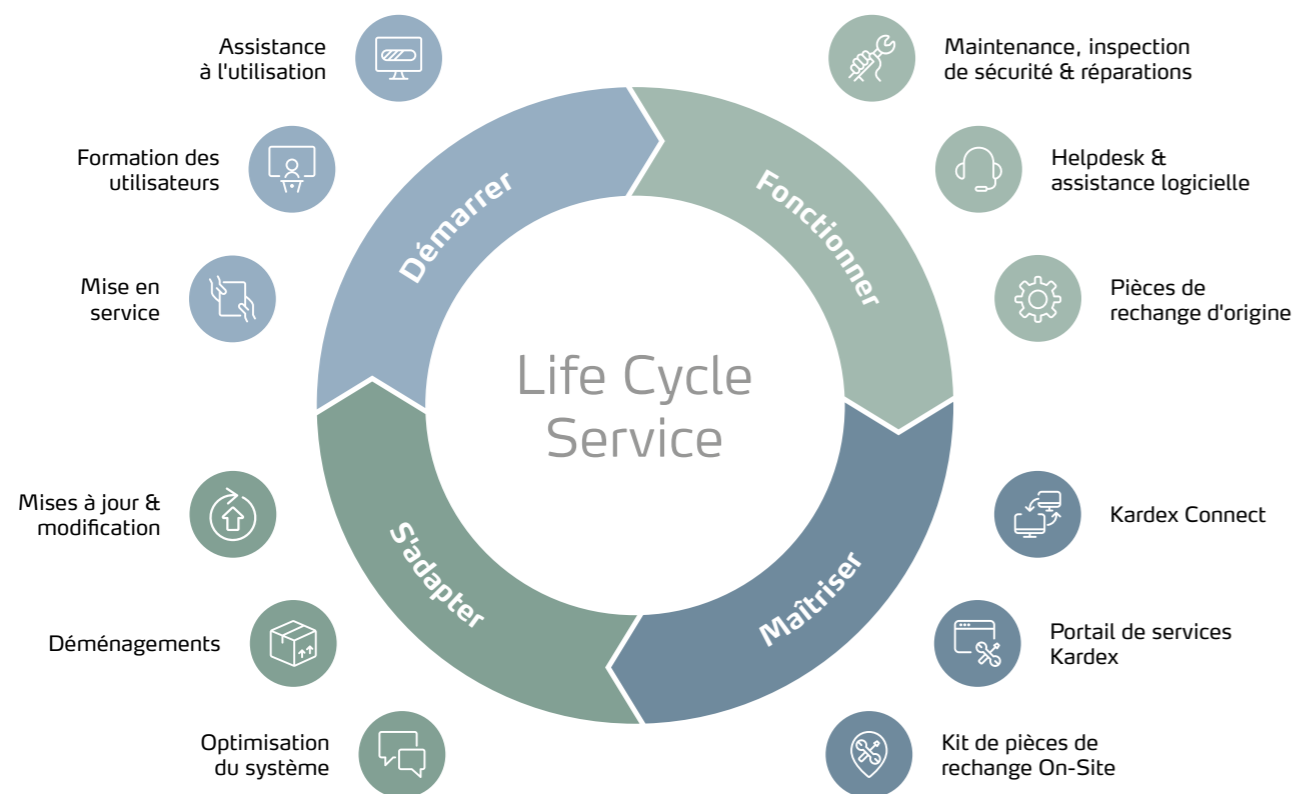 Assistance
à l'utilisation
Formation des
utilisateurs
Mise en
service
Démarrer
Maintenance, inspection
de sécurité & réparations
Helpdesk &
assistance logicielle
Pièces de
rechange d'origine
Fonctionner
Life Cycle
Service
Mises à jour &
modification
Déménagements
Optimisation
du système
S'adapter
Maîtriser
Kardex Connect
Portail de services
Kardex
Kit de pièces de
rechange On-Site